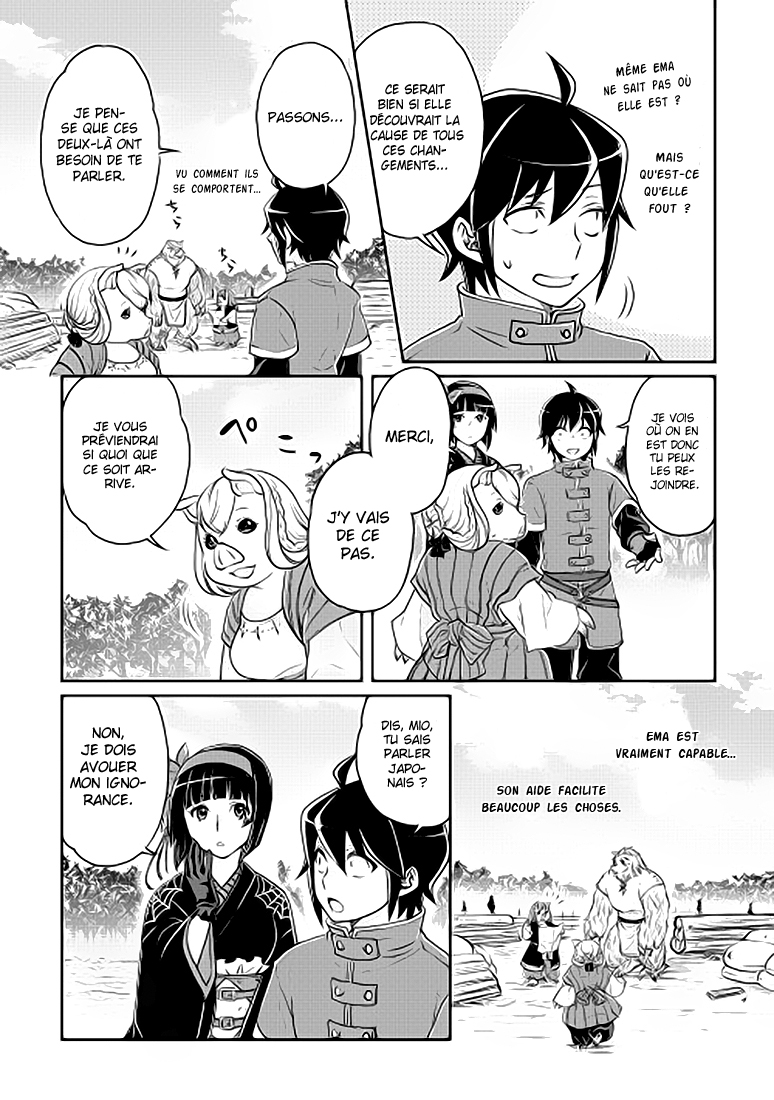 MÊME EMA
NE SAIT PAS OÙ
ELLE EST ?
MAIS
QU'EST-CE
QU'ELLE
FOUT ?
CE SERAIT
BIEN SI ELLE
DÉCOUVRAIT LA
CAUSE DE TOUS
CES CHAN-
GEMENTS...
PASSONS...
JE PEN-
SE QUE CES
DEUX-LÀ ONT
BESOIN DE TE
PARLER.
VU COMMENT ILS
SE COMPORTENT...
JE VOIS
OÙ ON EN
EST DONC
TU PEUX
LES RE-
JOINDRE.
MERCI,
J'Y VAIS
DE CE
PAS.
ぺこっ
JE VOUS
PRÉVIENDRAI
SI QUOI QUE
CE SOIT AR-
RIVE.
EMA EST
VRAIMENT CAPABLE...
SON AIDE FACILITE
BEAUCOUP LES CHOSES.
DIS, MIO,
TU SAIS
PARLER
JAPO-
NAIS ?
NON,
JE DOIS
AVOUER
MON IGNO-
RANCE.